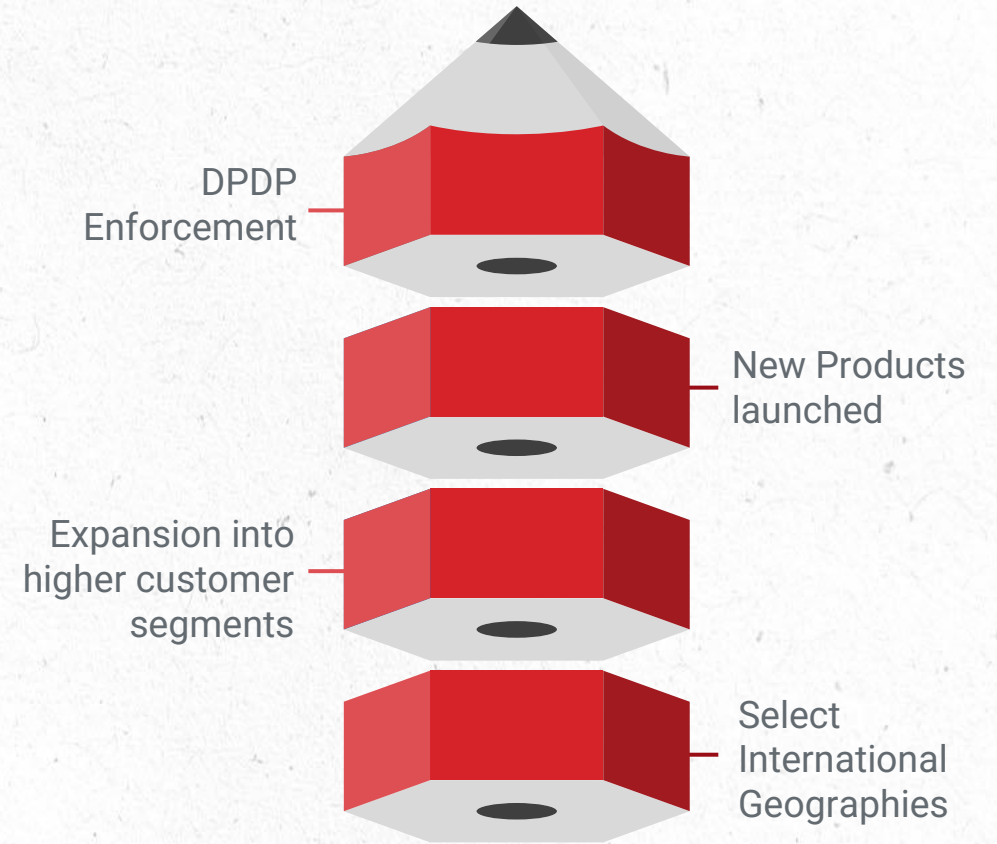 DPDP
Enforcement
New Products
launched
Expansion into
higher customer
segments
Select
International
Geographies